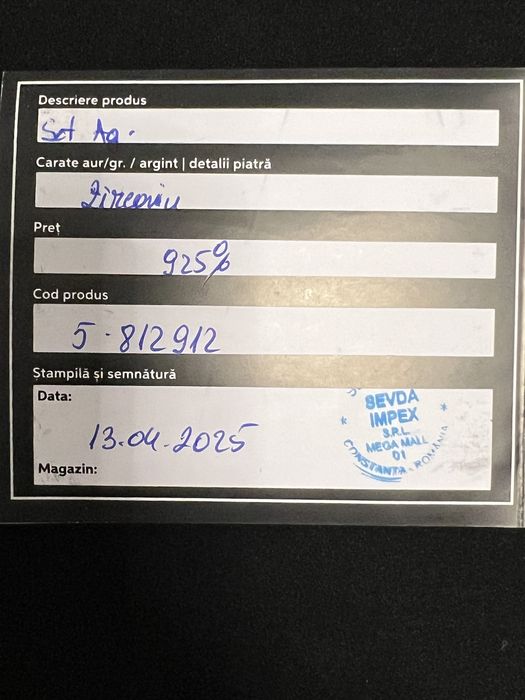 Descriere produs
Set Ag.
Carate aur/gr. / argint | detalii piatră
Zirconiu
Preț
925%
Cod produs
5-812912
Ștampilă și semnătură
Data:
13.04.2025
Magazin:
SEVDA
IMPEX
S.R.L.
MEGA MALL
01
CONSTANTA - ROMÂNIA